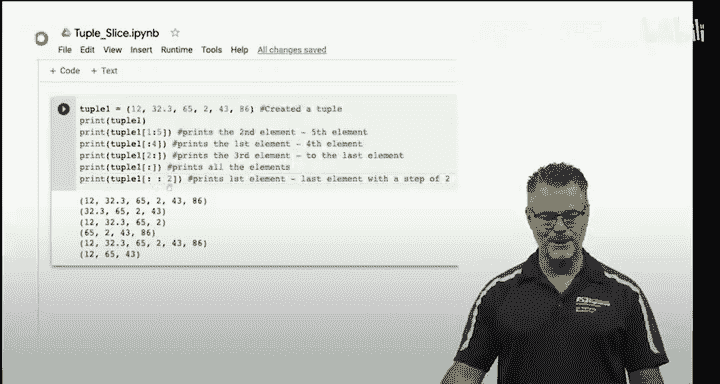 Tuple_Slice.ipynb
File Edit View Insert Runtime Tools Help All changes saved
+ Code + Text
tuple1 = (12, 32.3, 65, 2, 43, 86) #Created a tuple
print(tuple1)
print(tuple1[1:5]) #prints the 2nd element - 5th element
print(tuple1[:4]) #prints the 1st element - 4th element
print(tuple1[2:]) #prints the 3rd element - to the last element
print(tuple1[:]) #prints all the elements
print(tuple1[: : 2]) #prints 1st element - last element with a step of 2
(12, 32.3, 65, 2, 43, 86)
(32.3, 65, 2, 43)
(12, 32.3, 65, 2)
(65, 2, 43, 86)
(12, 32.3, 65, 2, 43, 86)
(12, 65, 43)